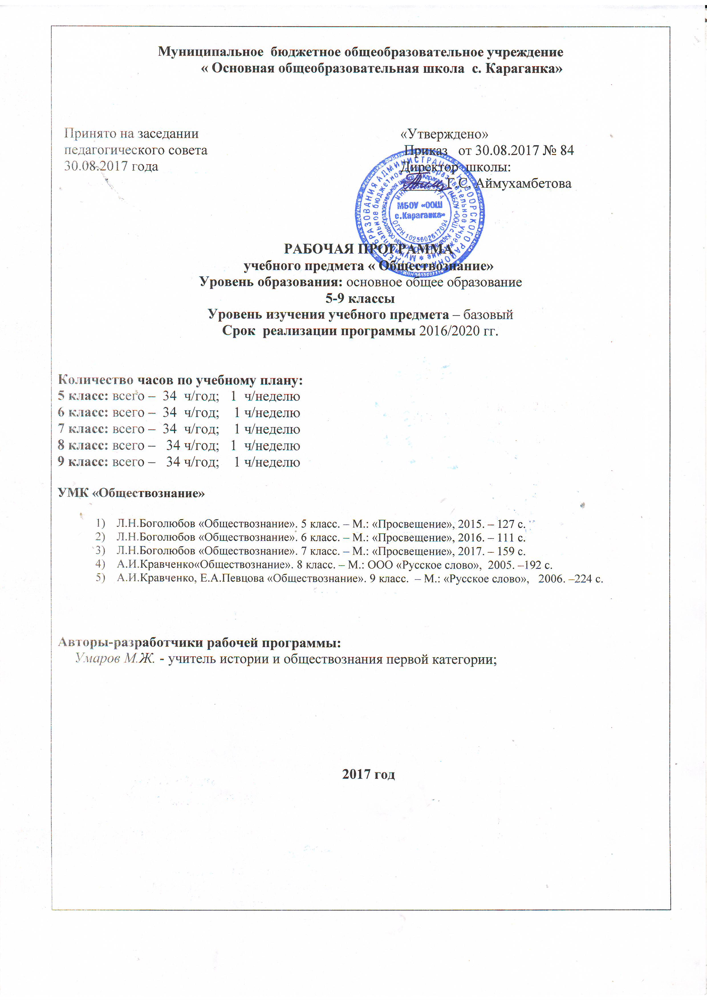 Муниципальное  бюджетное общеобразовательное учреждение
« Основная общеобразовательная школа  с. Караганка»
Принято на заседании
педагогического совета
30.08.2017 года
«Утверждено»
Приказ   от 30.08.2017 № 84
Директор  школы:
Г.С. Аймухамбетова
МБОУ «ООШ
с.Караганка»
ОГРН 1025602617094
РАБОЧАЯ ПРОГРАММА
учебного предмета « Обществознание»
Уровень образования: основное общее образование
5-9 классы
Уровень изучения учебного предмета – базовый
Срок  реализации программы 2016/2020 гг.
Количество часов по учебному плану:
5 класс: всего –  34  ч/год;   1  ч/неделю
6 класс: всего –  34  ч/год;    1 ч/неделю
7 класс: всего –  34  ч/год;    1 ч/неделю
8 класс: всего –   34 ч/год;   1  ч/неделю
9 класс: всего –   34 ч/год;    1 ч/неделю
УМК «Обществознание»
1) Л.Н.Боголюбов «Обществознание». 5 класс. – М.: «Просвещение», 2015. – 127 с.
2) Л.Н.Боголюбов «Обществознание». 6 класс. – М.: «Просвещение», 2016. – 111 с.
3) Л.Н.Боголюбов «Обществознание». 7 класс. – М.: «Просвещение», 2017. – 159 с.
4) А.И.Кравченко«Обществознание». 8 класс. – М.: ООО «Русское слово»,  2005. –192 с.
5) А.И.Кравченко, Е.А.Певцова «Обществознание». 9 класс.  – М.: «Русское слово»,   2006. –224 с.
Авторы-разработчики рабочей программы:
Умаров М.Ж. - учитель истории и обществознания первой категории;
2017 год